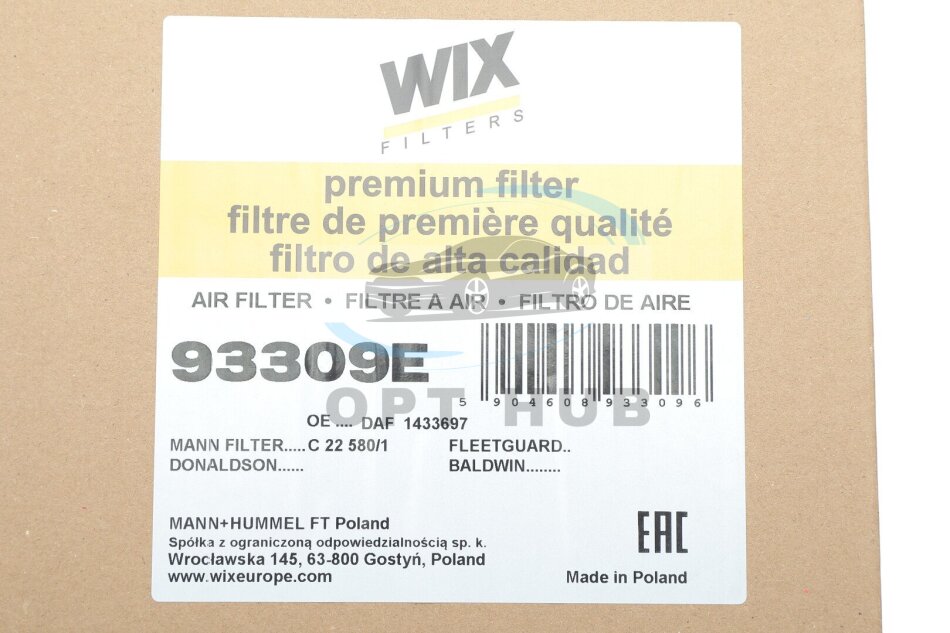 WIX
FILTERS
premium filter
filtre de première qualité
filtro de alta calidad
AIR FILTER • FILTRE A AIR • FILTRO DE AIRE
93309E
5 904608 933096
OPT HUB
OE .... DAF 1433697
MANN FILTER.....C 22 580/1 FLEETGUARD..
DONALDSON...... BALDWIN........
MANN+HUMMEL FT Poland
Spółka z ograniczoną odpowiedzialnością sp. k.
Wrocławska 145, 63-800 Gostyń, Poland
www.wixeurope.com
EAC
Made in Poland